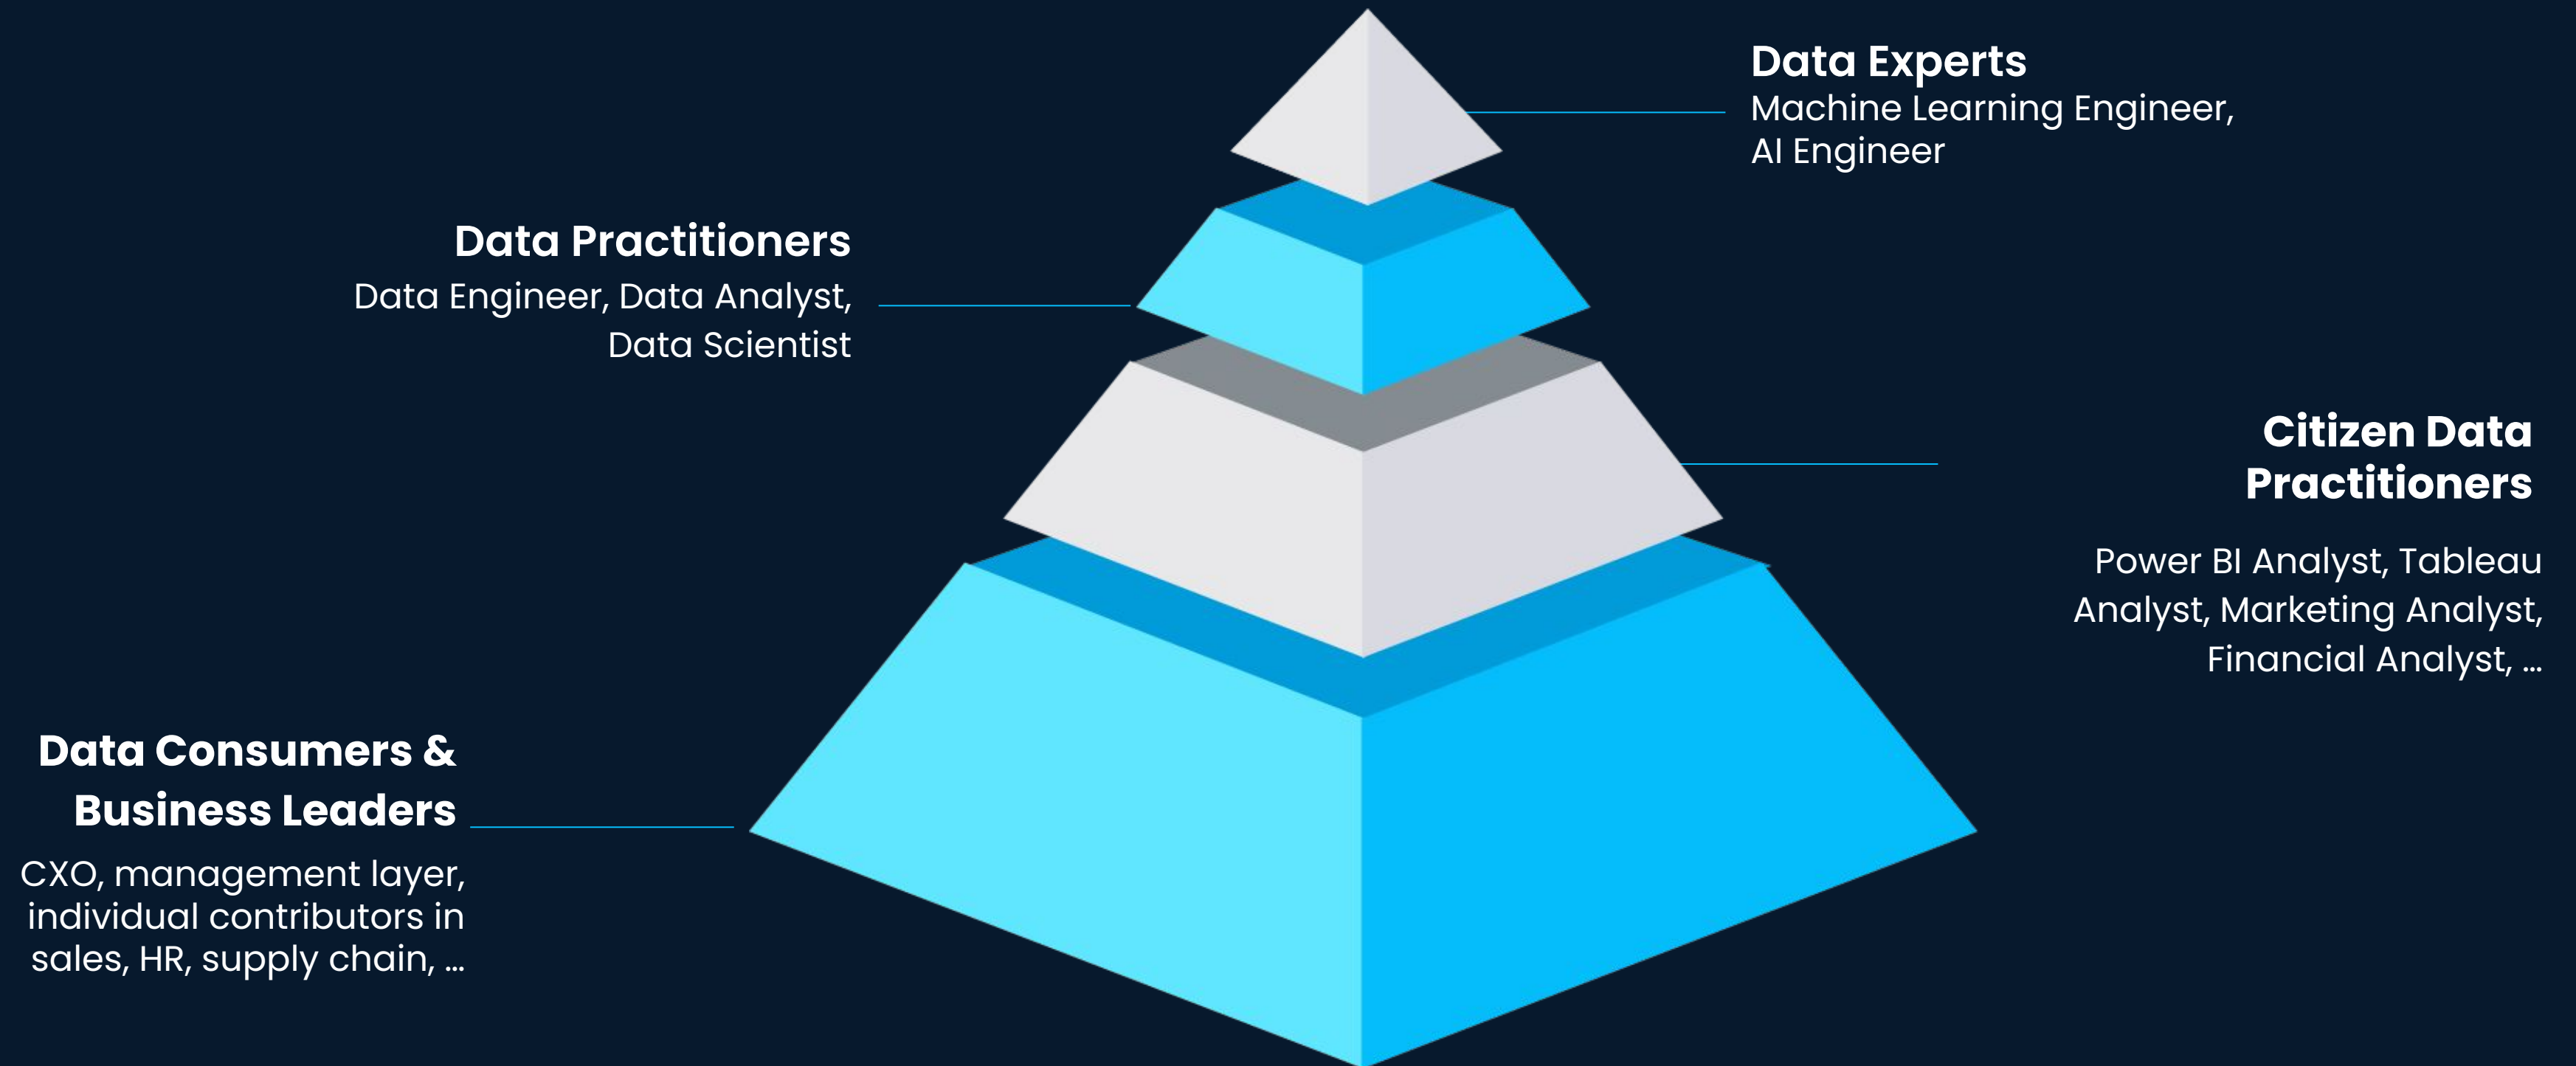 Data Experts
Machine Learning Engineer,
AI Engineer
Data Practitioners
Data Engineer, Data Analyst,
Data Scientist
Citizen Data
Practitioners
Power BI Analyst, Tableau
Analyst, Marketing Analyst,
Financial Analyst, ...
Data Consumers &
Business Leaders
CXO, management layer,
individual contributors in
sales, HR, supply chain, ...